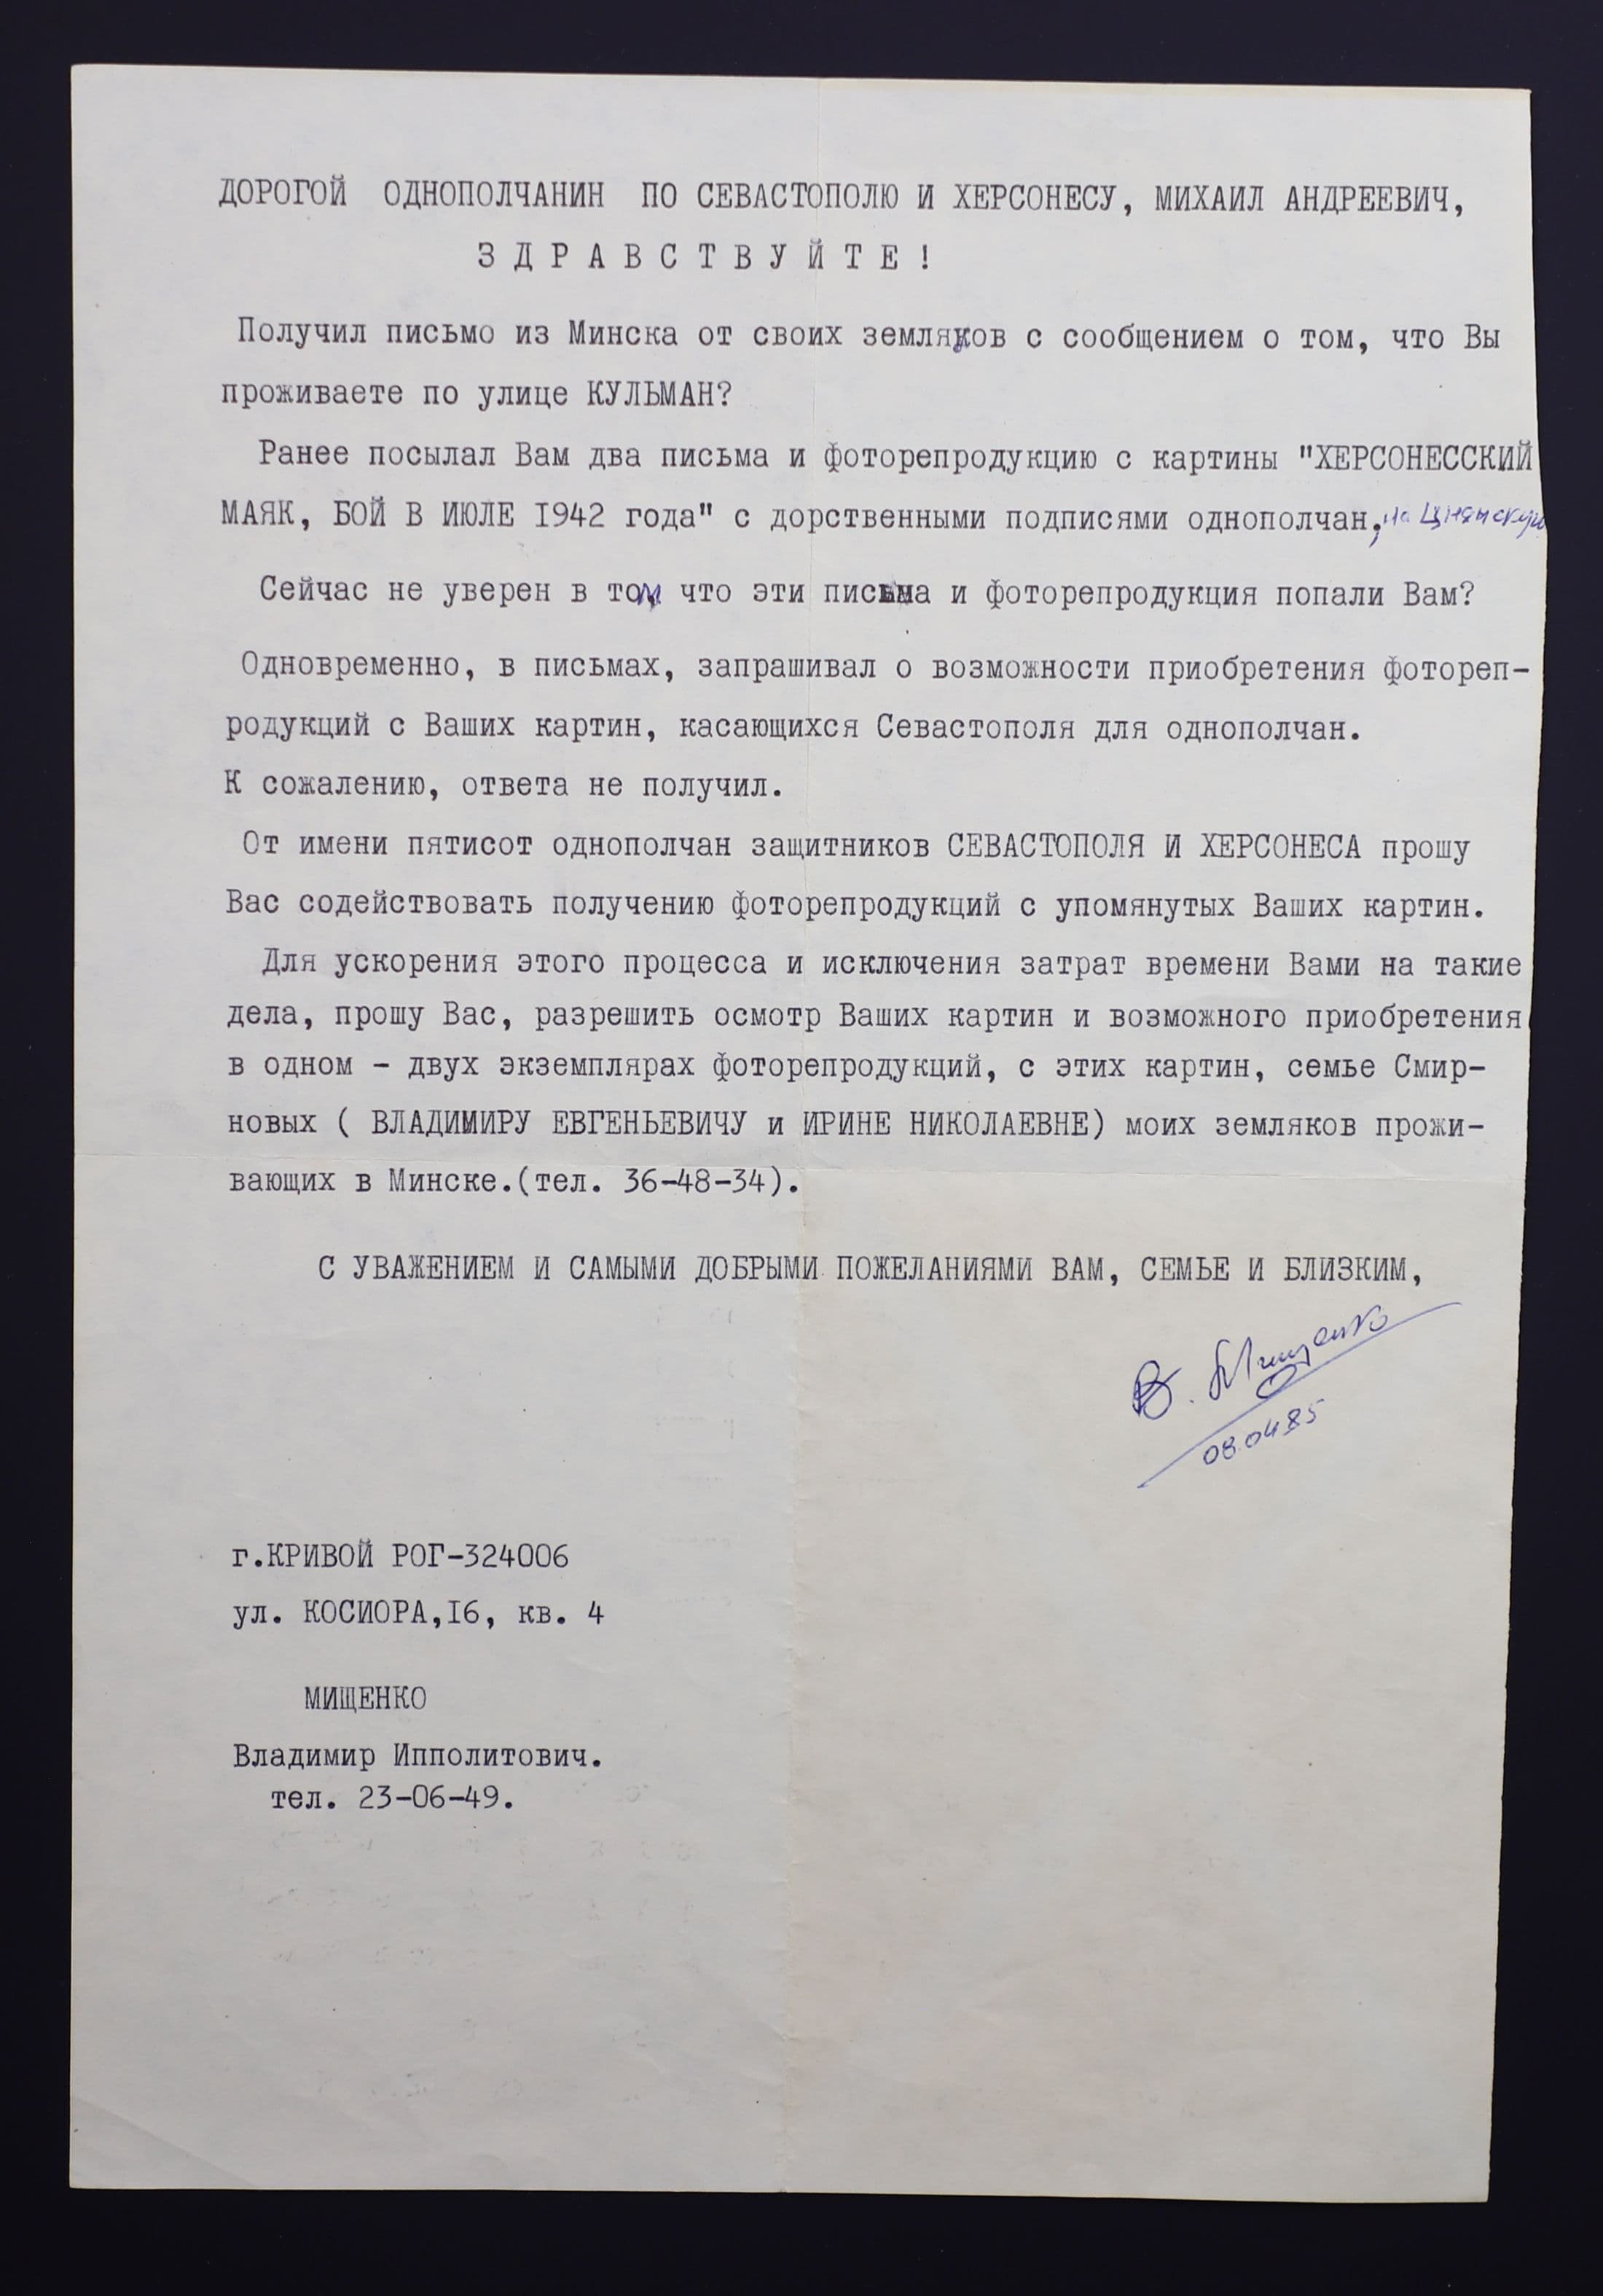 ДОРОГОЙ ОДНОПОЛЧАНИН ПО СЕВАСТОПОЛЮ И ХЕРСОНЕСУ, МИХАИЛ АНДРЕЕВИЧ,
З Д Р А В С Т В У Й Т Е !
Получил письмо из Минска от своих земляков с сообщением о том, что Вы
проживаете по улице КУЛЬМАН?
Ранее посылал Вам два письма и фоторепродукцию с картины "ХЕРСОНЕССКИЙ
МАЯК, БОЙ В ИЮЛЕ 1942 года" с дорственными подписями однополчан, на Цнянскую
Сейчас не уверен в том, что эти письма и фоторепродукция попали Вам?
Одновременно, в письмах, запрашивал о возможности приобретения фотореп-
родукций с Ваших картин, касающихся Севастополя для однополчан.
К сожалению, ответа не получил.
От имени пятисот однополчан защитников СЕВАСТОПОЛЯ И ХЕРСОНЕСА прошу
Вас содействовать получению фоторепродукций с упомянутых Ваших картин.
Для ускорения этого процесса и исключения затрат времени Вами на такие
дела, прошу Вас, разрешить осмотр Ваших картин и возможного приобретения
в одном - двух экземплярах фоторепродукций, с этих картин, семье Смир-
новых ( ВЛАДИМИРУ ЕВГЕНЬЕВИЧУ и ИРИНЕ НИКОЛАЕВНЕ) моих земляков прожи-
вающих в Минске.(тел. 36-48-34).
С УВАЖЕНИЕМ И САМЫМИ ДОБРЫМИ ПОЖЕЛАНИЯМИ ВАМ, СЕМЬЕ И БЛИЗКИМ,
В. Мищенко
08.04.85
г.КРИВОЙ РОГ-324006
ул. КОСИОРА,16, кв. 4
МИЩЕНКО
Владимир Ипполитович.
тел. 23-06-49.